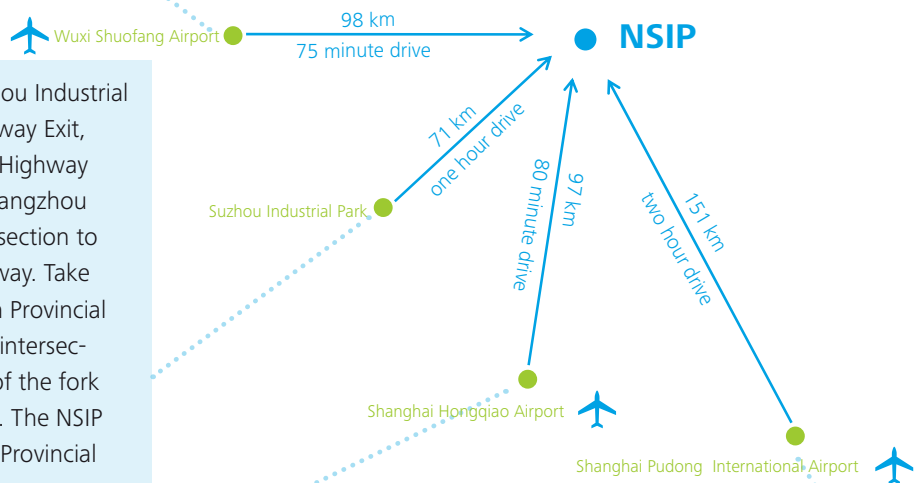 98 km
Wuxi Shuofang Airport
75 minute drive
NSIP
ou Industrial
way Exit,
Highway
angzhou
section to
way. Take
Provincial
intersec-
of the fork
. The NSIP
Provincial
71 km
one hour drive
Suzhou Industrial Park
97 km
80 minute drive
151 km
two hour drive
Shanghai Hongqiao Airport
Shanghai Pudong International Airport